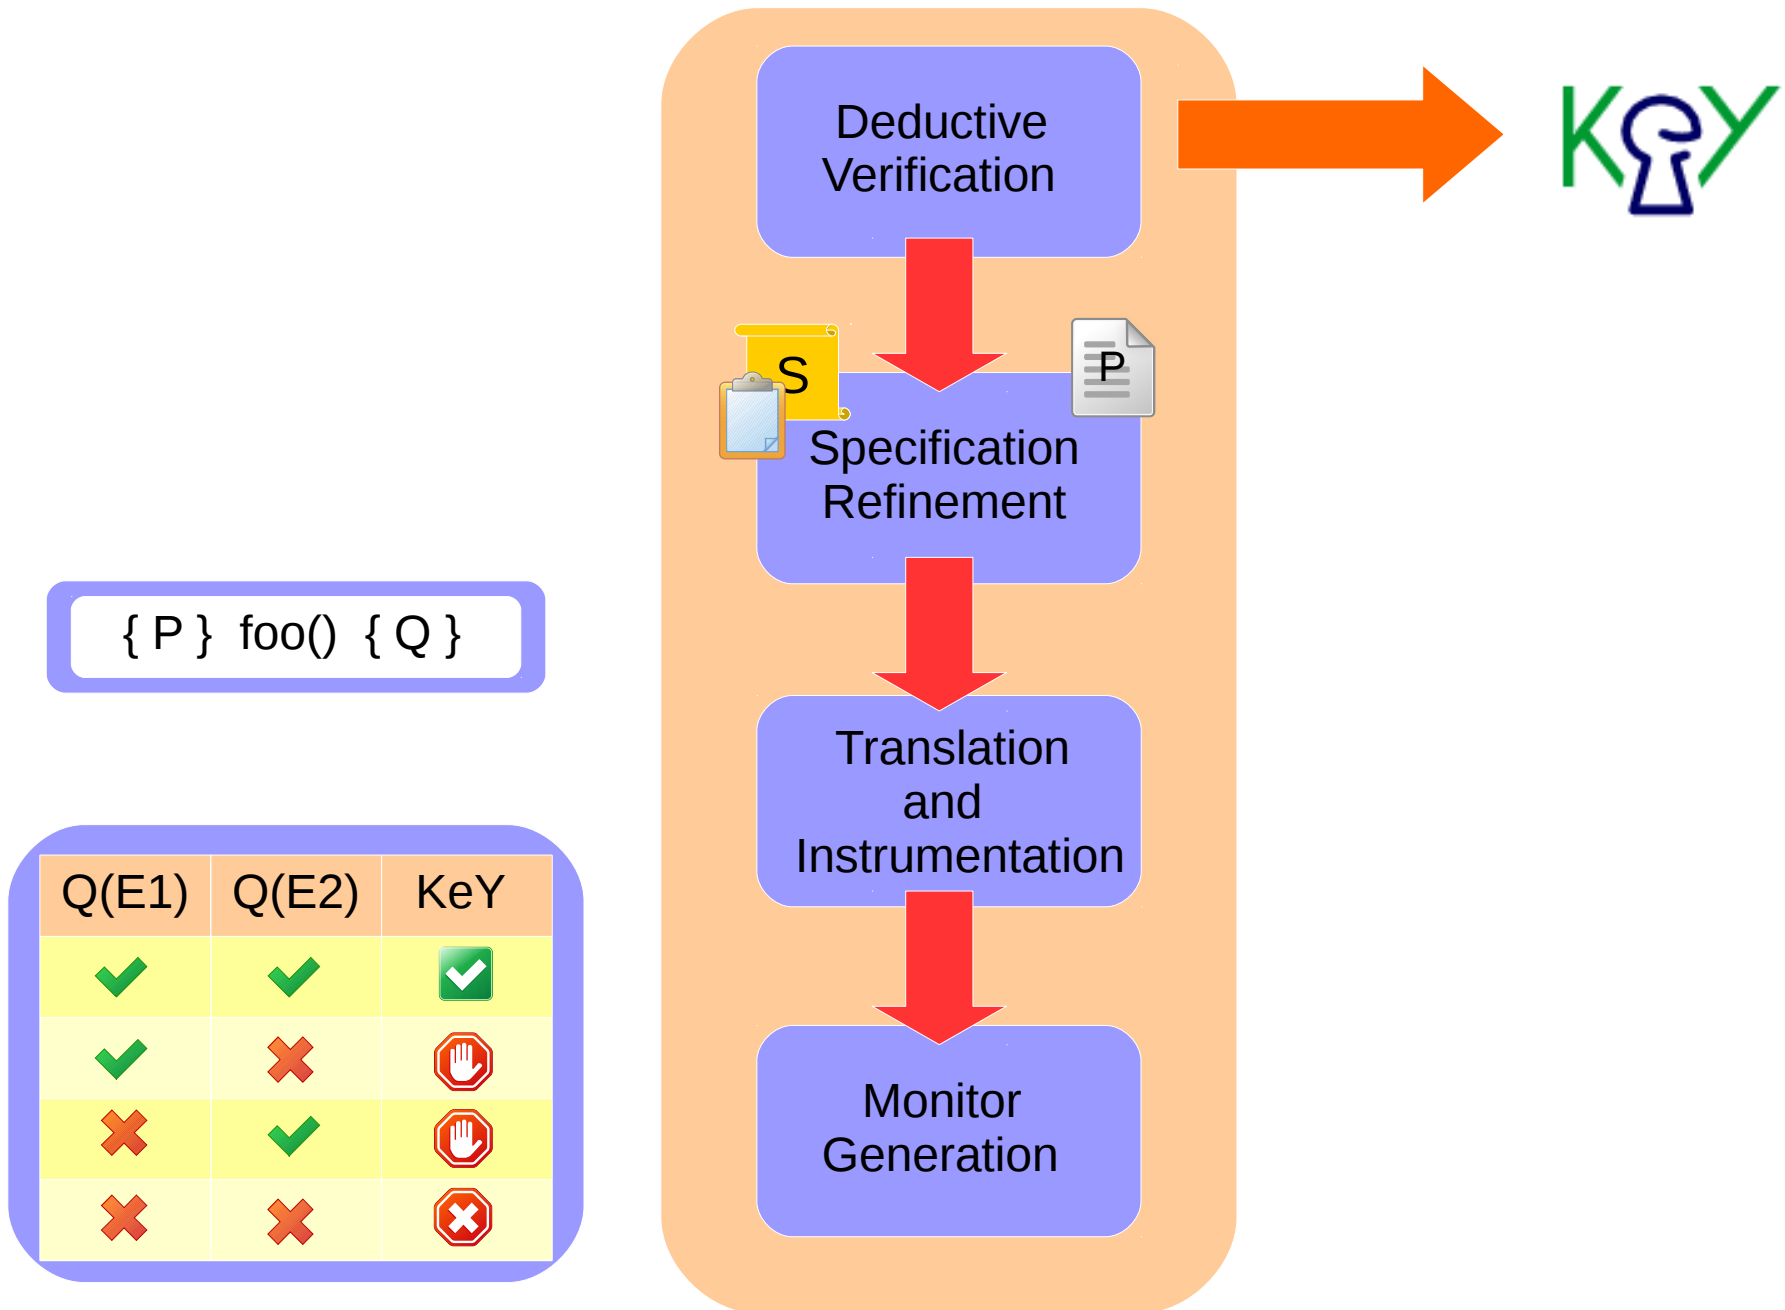 Deductive
Verification
KeY
S
P
Specification
Refinement
{ P } foo() { Q }
Translation
and
Instrumentation
Q(E1) Q(E2) KeY
Monitor
Generation